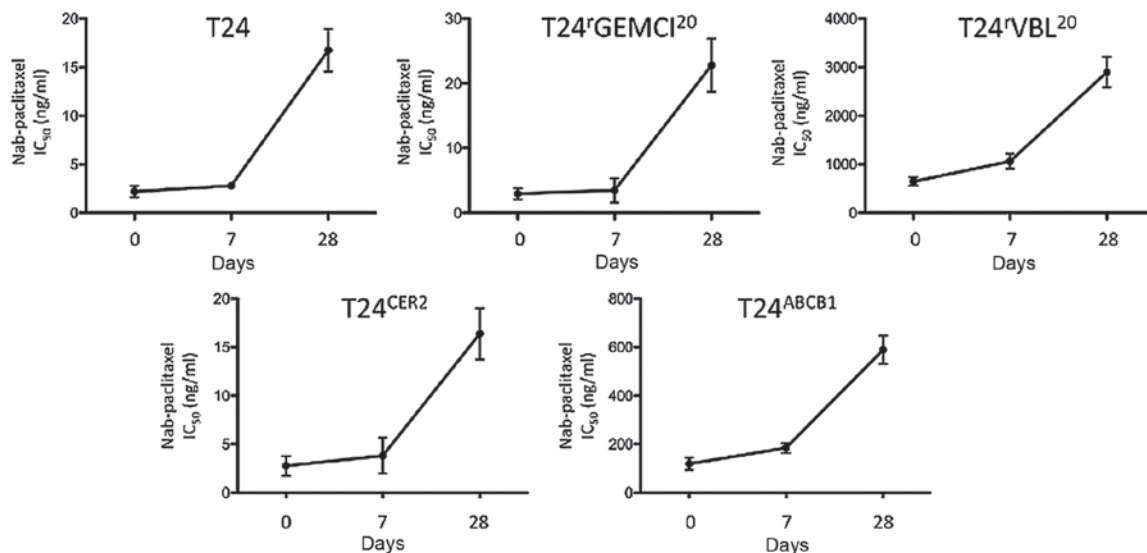 T24
Nab-paclitaxel
IC₅₀ (ng/ml)
20
15
10
5
0
0 7 28
Days
T24ʳGEMCI²⁰
Nab-paclitaxel
IC₅₀ (ng/ml)
30
20
10
0
0 7 28
Days
T24ʳVBL²⁰
Nab-paclitaxel
IC₅₀ (ng/ml)
4000
3000
2000
1000
0
0 7 28
Days
T24ᶜᴱᴿ²
Nab-paclitaxel
IC₅₀ (ng/ml)
20
15
10
5
0
0 7 28
Days
T24ᴬᴮᶜᴮ¹
Nab-paclitaxel
IC₅₀ (ng/ml)
800
600
400
200
0
0 7 28
Days